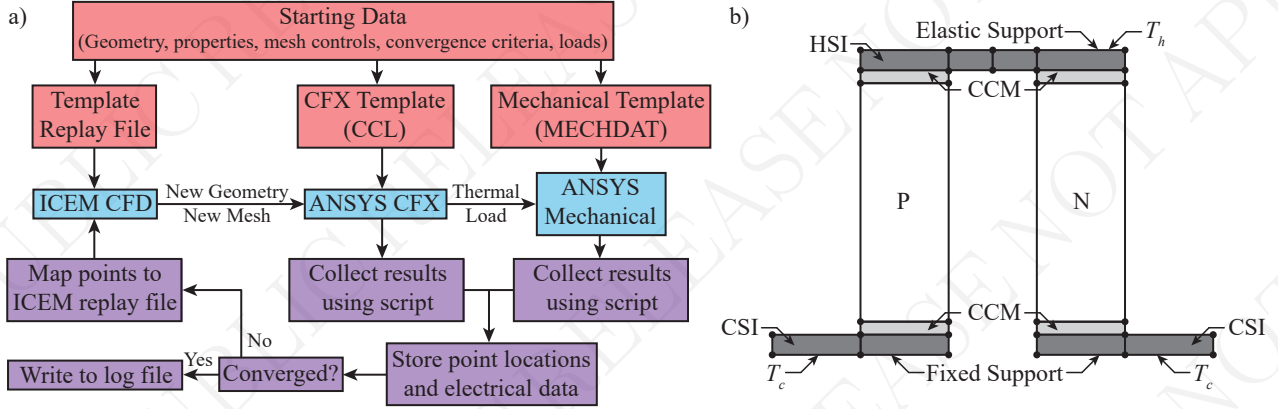 a)
Starting Data
(Geometry, properties, mesh controls, convergence criteria, loads)
Template
Replay File
CFX Template
(CCL)
Mechanical Template
(MECHDAT)
ICEM CFD
New Geometry
New Mesh
ANSYS CFX
Thermal
Load
ANSYS
Mechanical
Map points to
ICEM replay file
Collect results
using script
Collect results
using script
No
Yes
Write to log file
Converged?
Store point locations
and electrical data
b)
Elastic Support
T_h
HSI
CCM
P
N
CCM
CSI
CSI
T_c
Fixed Support
T_c